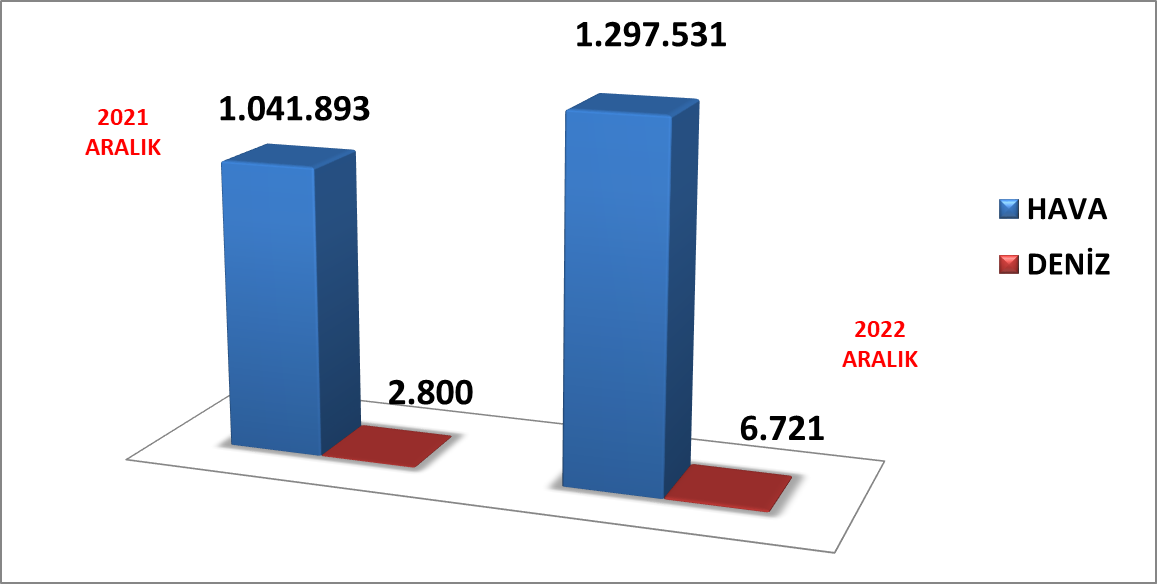 1.297.531
1.041.893
2021
ARALIK
HAVA
DENİZ
2022
ARALIK
2.800
6.721